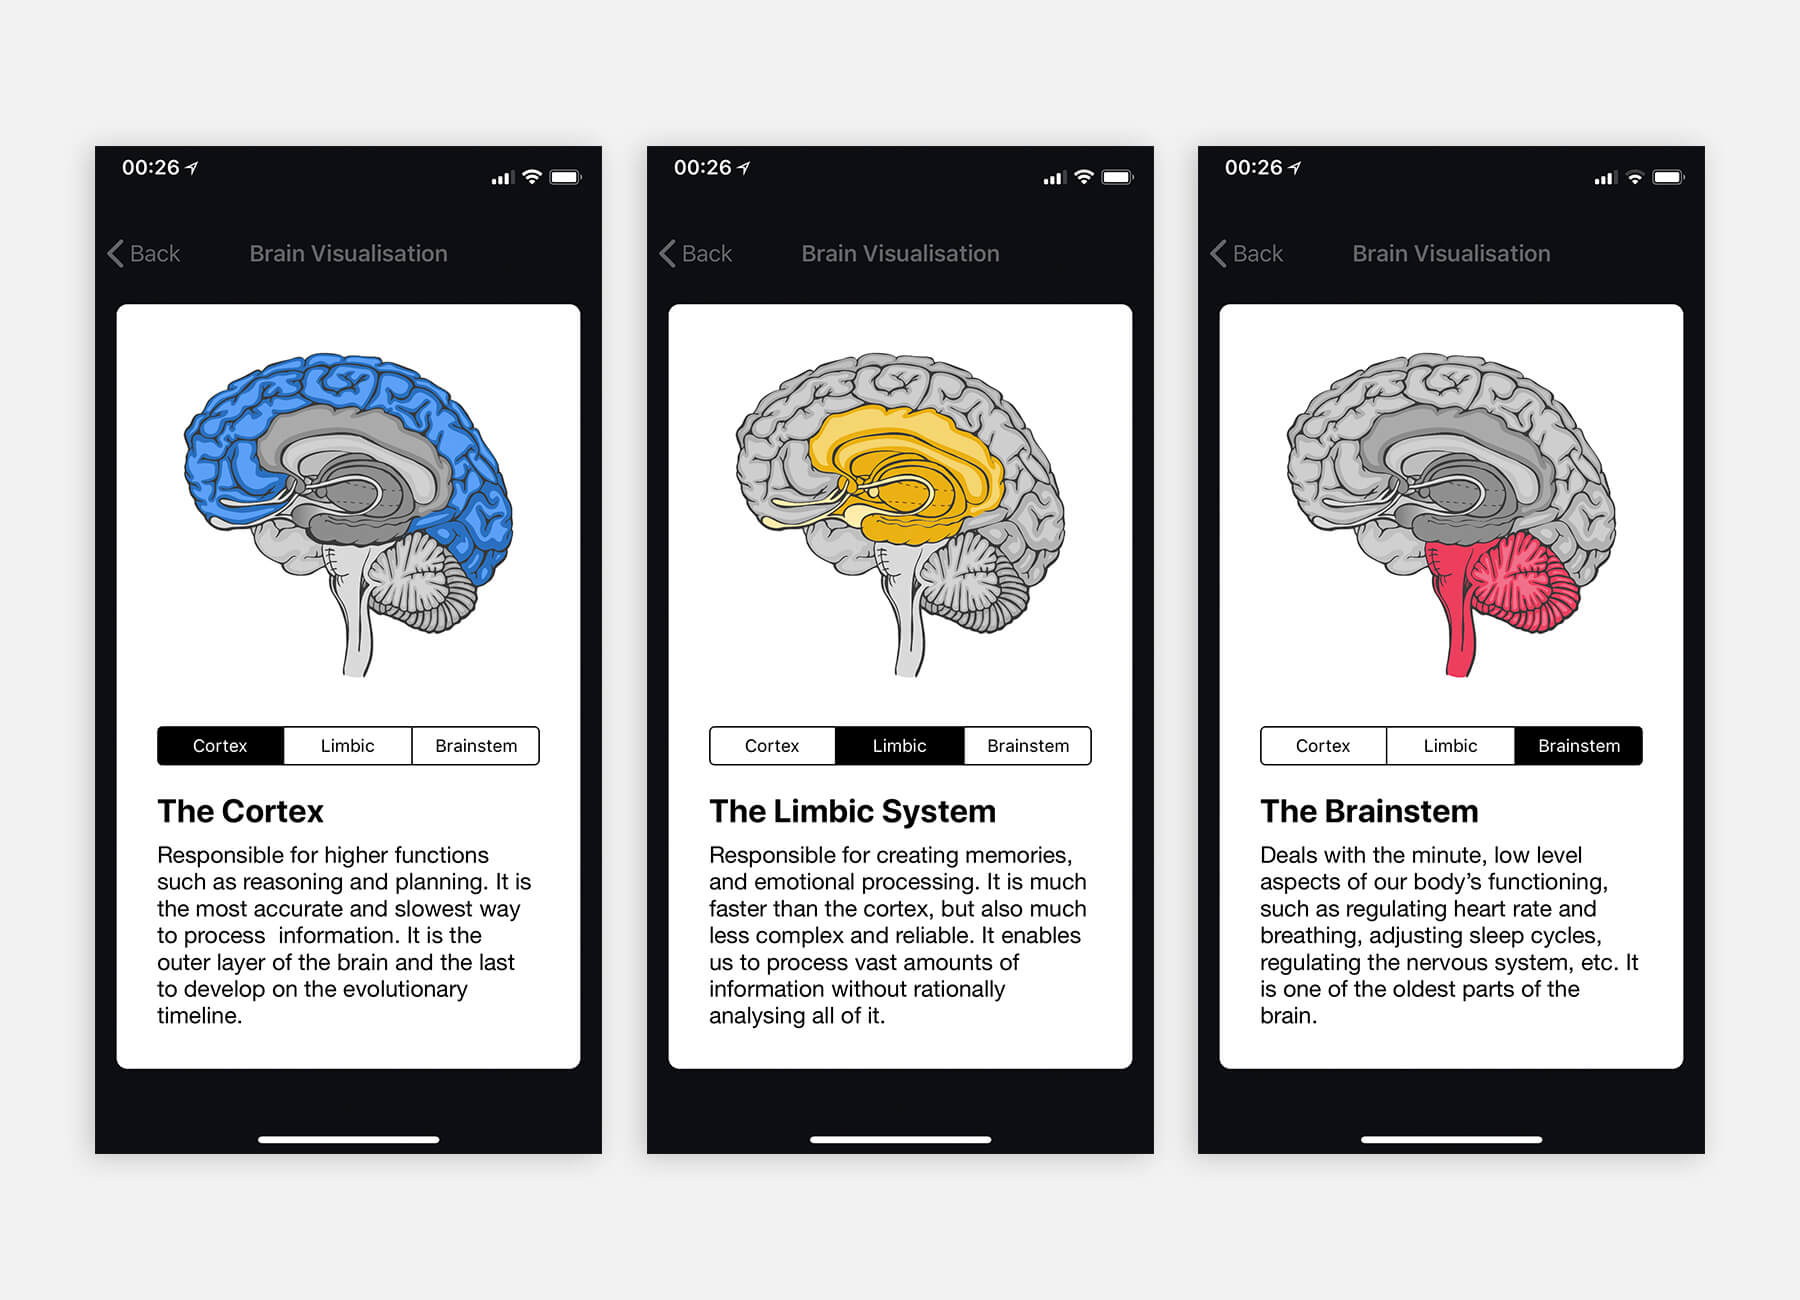 00:26
Back
Brain Visualisation
Cortex
Limbic
Brainstem
The Cortex
Responsible for higher functions
such as reasoning and planning. It is
the most accurate and slowest way
to process  information. It is the
outer layer of the brain and the last
to develop on the evolutionary
timeline.
00:26
Back
Brain Visualisation
Cortex
Limbic
Brainstem
The Limbic System
Responsible for creating memories,
and emotional processing. It is much
faster than the cortex, but also much
less complex and reliable. It enables
us to process vast amounts of
information without rationally
analysing all of it.
00:26
Back
Brain Visualisation
Cortex
Limbic
Brainstem
The Brainstem
Deals with the minute, low level
aspects of our body’s functioning,
such as regulating heart rate and
breathing, adjusting sleep cycles,
regulating the nervous system, etc. It
is one of the oldest parts of the
brain.